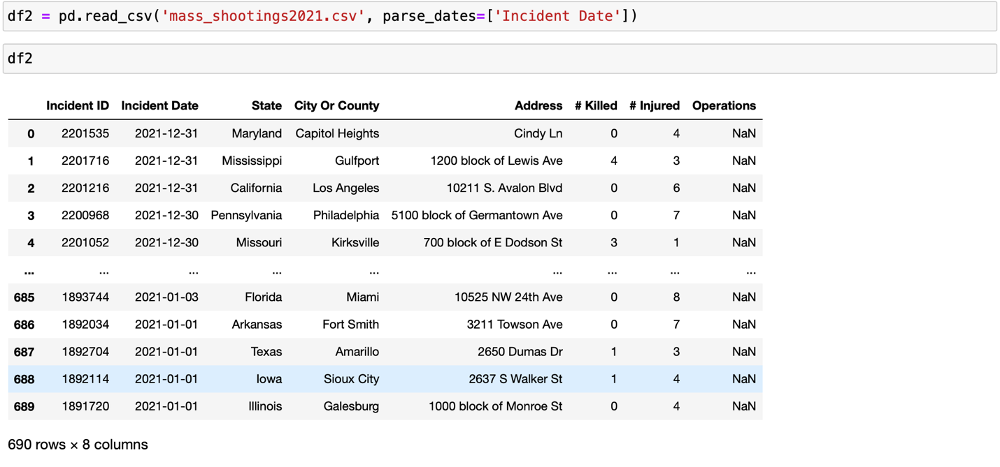 df2 = pd.read_csv('mass_shootings2021.csv', parse_dates=['Incident Date'])
df2
Incident ID Incident Date State City Or County Address # Killed # Injured Operations
0 2201535 2021-12-31 Maryland Capitol Heights Cindy Ln 0 4 NaN
1 2201716 2021-12-31 Mississippi Gulfport 1200 block of Lewis Ave 4 3 NaN
2 2201216 2021-12-31 California Los Angeles 10211 S. Avalon Blvd 0 6 NaN
3 2200968 2021-12-30 Pennsylvania Philadelphia 5100 block of Germantown Ave 0 7 NaN
4 2201052 2021-12-30 Missouri Kirksville 700 block of E Dodson St 3 1 NaN
... ... ... ... ... ... ... ... ...
685 1893744 2021-01-03 Florida Miami 10525 NW 24th Ave 0 8 NaN
686 1892034 2021-01-01 Arkansas Fort Smith 3211 Towson Ave 0 7 NaN
687 1892704 2021-01-01 Texas Amarillo 2650 Dumas Dr 1 3 NaN
688 1892114 2021-01-01 Iowa Sioux City 2637 S Walker St 1 4 NaN
689 1891720 2021-01-01 Illinois Galesburg 1000 block of Monroe St 0 4 NaN
690 rows × 8 columns